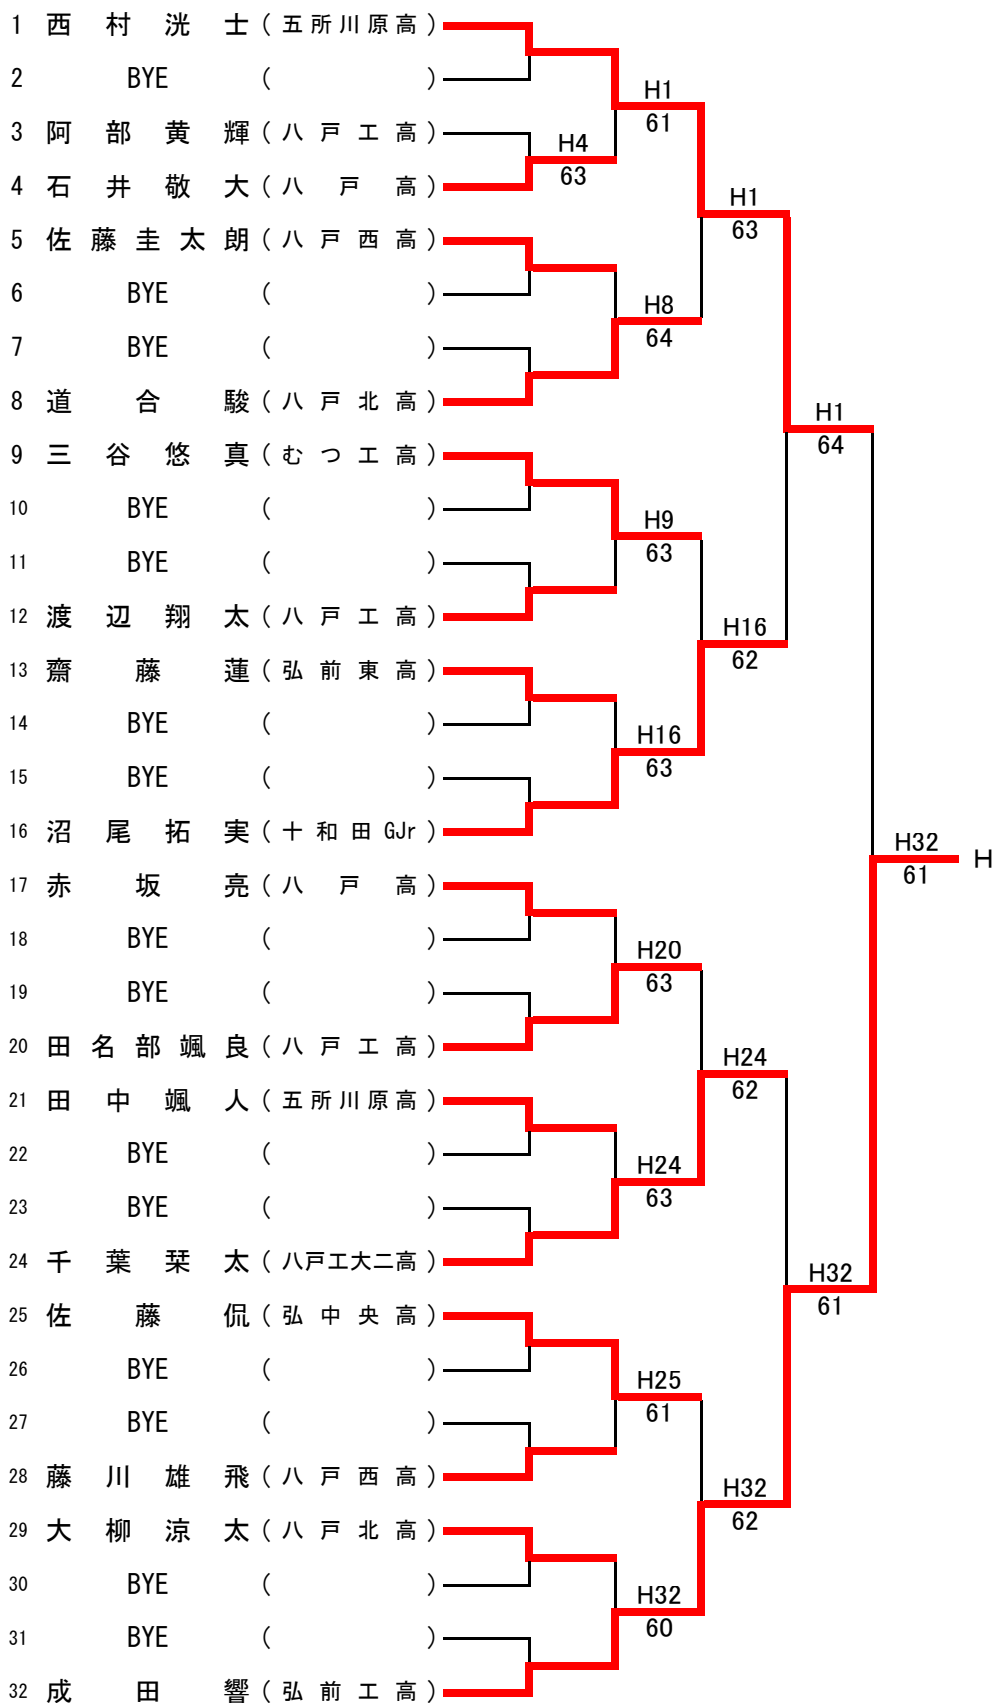 1 西村洸士 (五所川原高)
2 BYE ( )
H1
3 阿部黄輝 (八戸工高)
61
H4
63
4 石井敬大 (八戸高)
H1
63
5 佐藤圭太朗 (八戸西高)
6 BYE ( )
H8
64
7 BYE ( )
8 道合駿 (八戸北高)
H1
64
9 三谷悠真 (むつ工高)
10 BYE ( )
H9
63
11 BYE ( )
12 渡辺翔太 (八戸工高)
H16
62
13 齋藤蓮 (弘前東高)
14 BYE ( )
H16
63
15 BYE ( )
16 沼尾拓実 (十和田GJr)
H32 H
61
17 赤坂亮 (八戸高)
18 BYE ( )
H20
63
19 BYE ( )
20 田名部颯良 (八戸工高)
H24
62
21 田中颯人 (五所川原高)
22 BYE ( )
H24
63
23 BYE ( )
24 千葉栞太 (八戸工大二高)
H32
61
25 佐藤侃 (弘中央高)
26 BYE ( )
H25
61
27 BYE ( )
28 藤川雄飛 (八戸西高)
H32
62
29 大柳涼太 (八戸北高)
30 BYE ( )
H32
60
31 BYE ( )
32 成田響 (弘前工高)